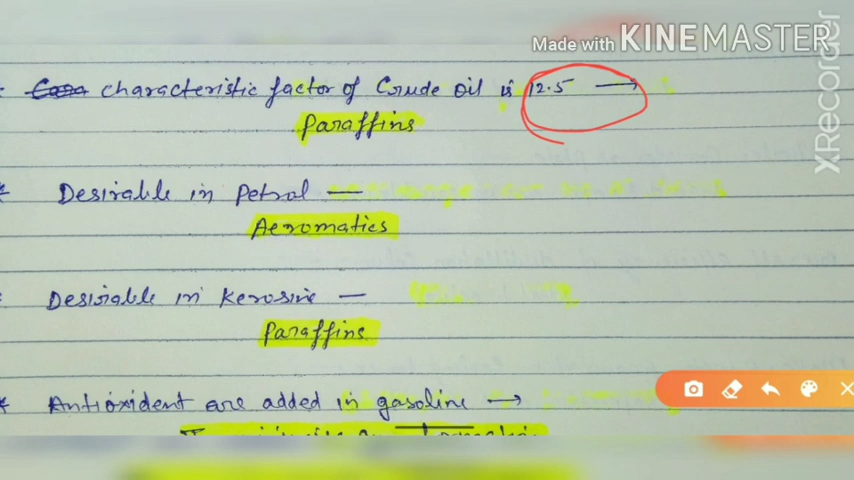 Made with KINEMASTER
XRecorder
characteristic factor of Crude oil is 12.5 →
Paraffins
* Desirable in Petrol —
Aeromatics
Desirable in Kerosine —
Paraffins
* Antioxident are added in gasoline →